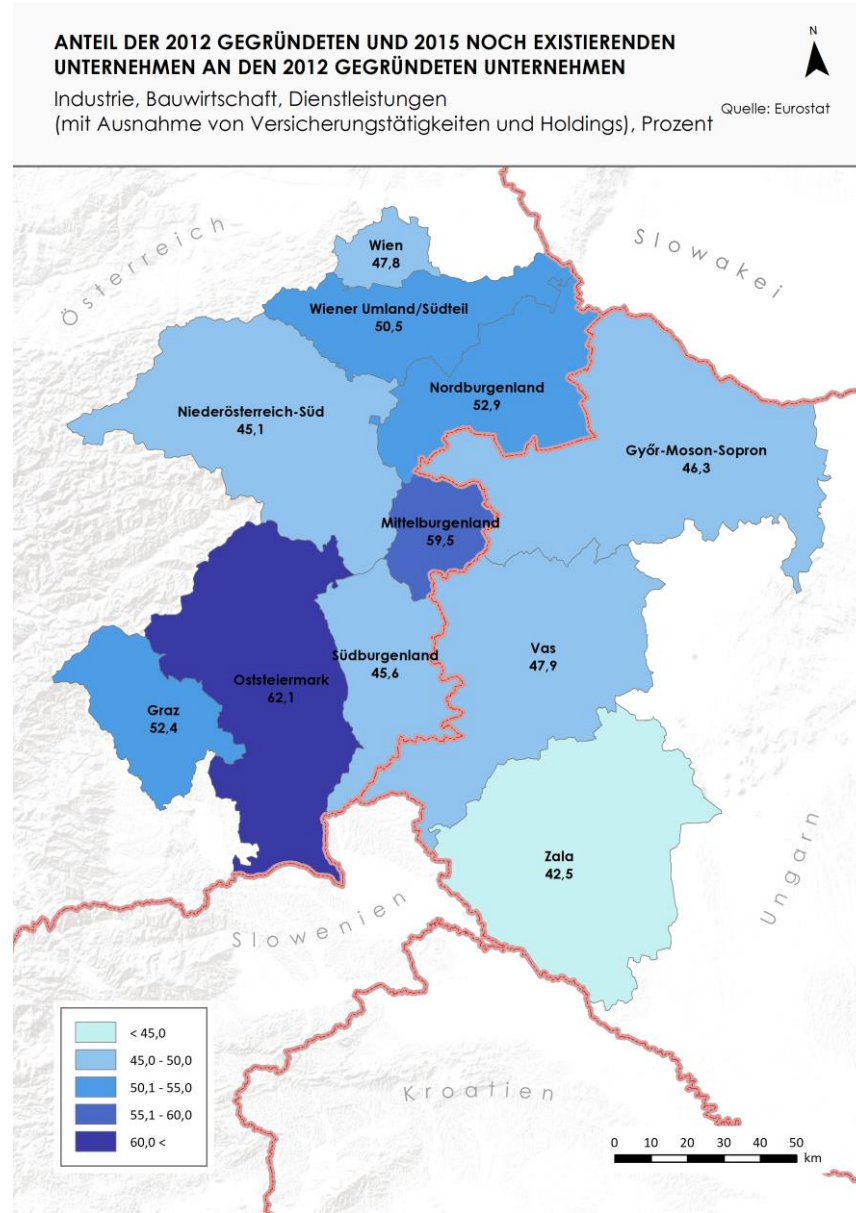 ANTEIL DER 2012 GEGRÜNDETEN UND 2015 NOCH EXISTIERENDEN
UNTERNEHMEN AN DEN 2012 GEGRÜNDETEN UNTERNEHMEN
Industrie, Bauwirtschaft, Dienstleistungen
(mit Ausnahme von Versicherungstätigkeiten und Holdings), Prozent
N
Quelle: Eurostat
Österreich
Slowakei
Wien
47,8
Wiener Umland/Südteil
50,5
Nordburgenland
52,9
Niederösterreich-Süd
45,1
Győr-Moson-Sopron
46,3
Mittelburgenland
59,5
Südburgenland
45,6
Vas
47,9
Oststeiermark
62,1
Graz
52,4
Zala
42,5
Ungarn
Slowenien
Kroatien
< 45,0
45,0 - 50,0
50,1 - 55,0
55,1 - 60,0
60,0 <
0 10 20 30 40 50
km